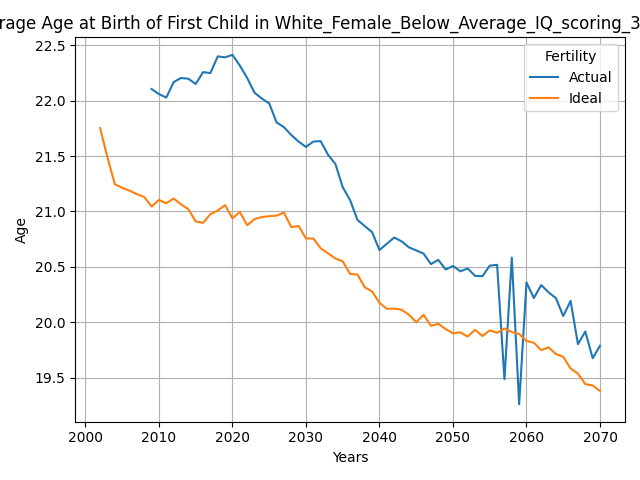 rage Age at Birth of First Child in White_Female_Below_Average_IQ_scoring_3
22.5
22.0
21.5
21.0
20.5
20.0
19.5
Age
Fertility
Actual
Ideal
2000 2010 2020 2030 2040 2050 2060 2070
Years